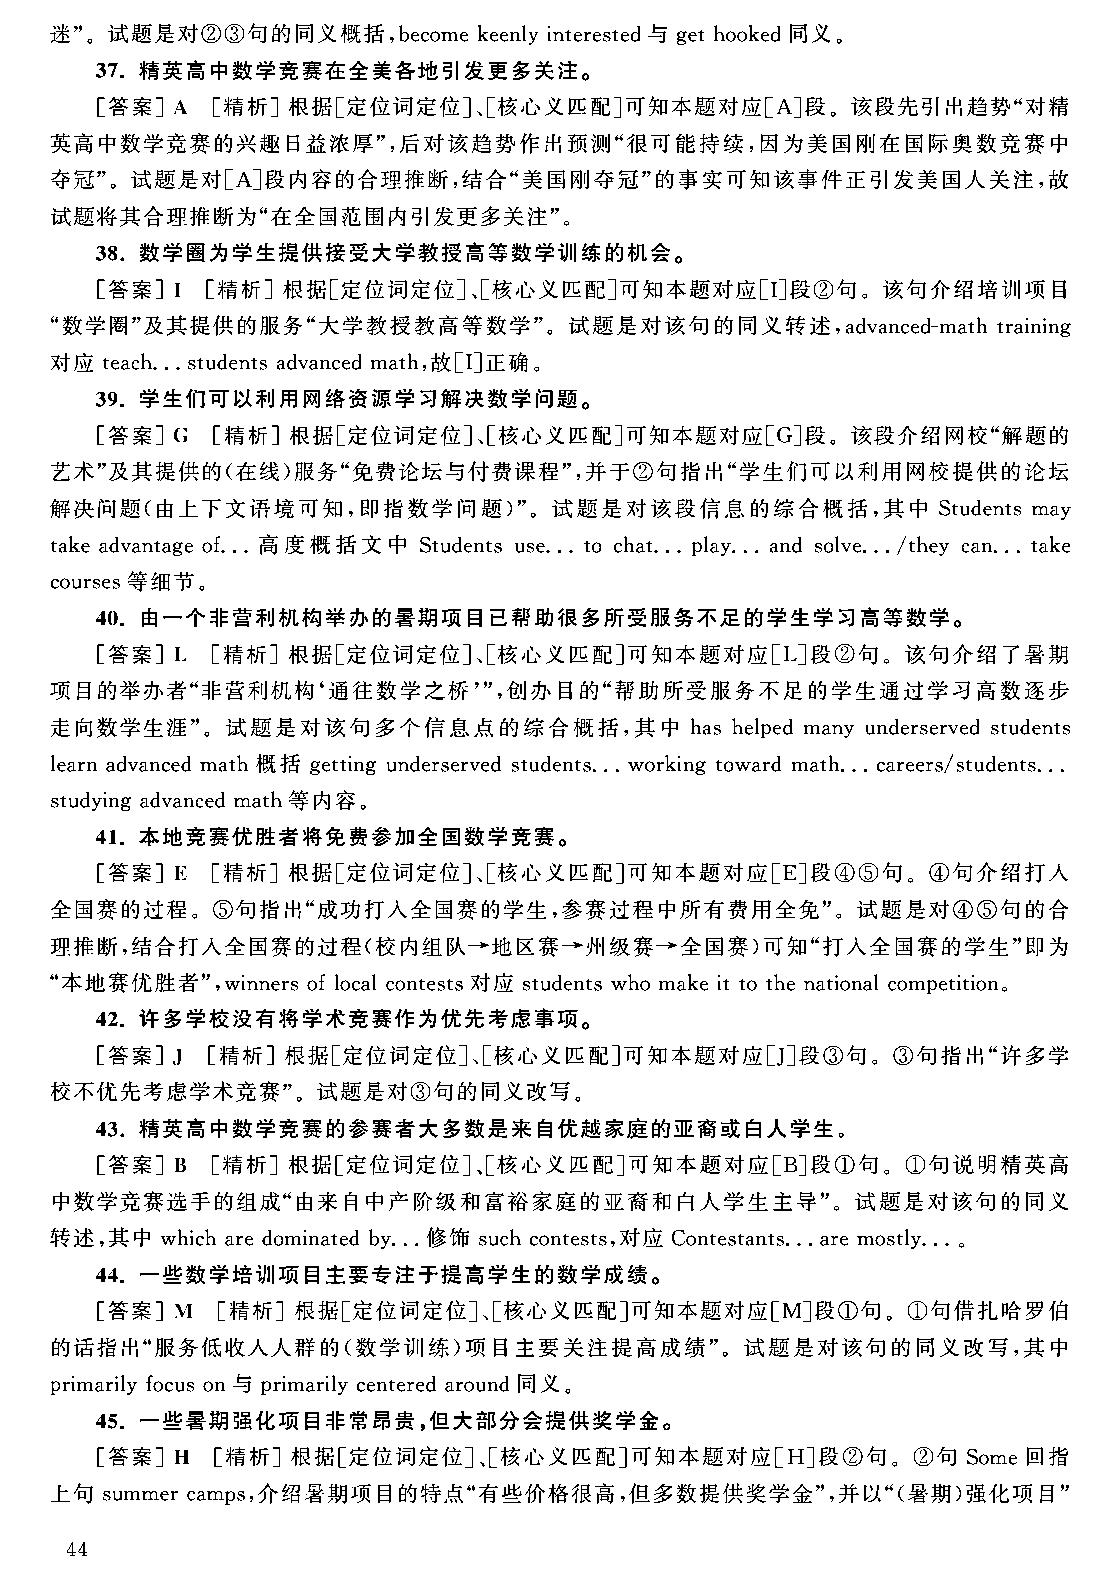 迷”。试题是对②③句的同义概括,become keenly interested 与 get hooked 同义。
37. 精英高中数学竞赛在全美各地引发更多关注。
[答案] A [精析] 根据[定位词定位]、[核心义匹配]可知本题对应[A]段。该段先引出趋势“对精
英高中数学竞赛的兴趣日益浓厚”,后对该趋势作出预测“很可能持续,因为美国刚在国际奥数竞赛中
夺冠”。试题是对[A]段内容的合理推断,结合“美国刚夺冠”的事实可知该事件正引发美国人关注,故
试题将其合理推断为“在全国范围内引发更多关注”。
38. 数学圈为学生提供接受大学教授高等数学训练的机会。
[答案] I [精析] 根据[定位词定位]、[核心义匹配]可知本题对应[I]段②句。该句介绍培训项目
“数学圈”及其提供的服务“大学教授教高等数学”。试题是对该句的同义转述,advanced-math training
对应 teach... students advanced math,故[I]正确。
39. 学生们可以利用网络资源学习解决数学问题。
[答案] G [精析] 根据[定位词定位]、[核心义匹配]可知本题对应[G]段。该段介绍网校“解题的
艺术”及其提供的(在线)服务“免费论坛与付费课程”,并于②句指出“学生们可以利用网校提供的论坛
解决问题(由上下文语境可知,即指数学问题)”。试题是对该段信息的综合概括,其中 Students may
take advantage of... 高度概括文中 Students use... to chat... play... and solve.../they can... take
courses 等细节。
40. 由一个非营利机构举办的暑期项目已帮助很多所受服务不足的学生学习高等数学。
[答案] L [精析] 根据[定位词定位]、[核心义匹配]可知本题对应[L]段②句。该句介绍了暑期
项目的举办者“非营利机构‘通往数学之桥’”,创办目的“帮助所受服务不足的学生通过学习高数逐步
走向数学生涯”。试题是对该句多个信息点的综合概括,其中 has helped many underserved students
learn advanced math 概括 getting underserved students... working toward math... careers/students...
studying advanced math 等内容。
41. 本地竞赛优胜者将免费参加全国数学竞赛。
[答案] E [精析] 根据[定位词定位]、[核心义匹配]可知本题对应[E]段④⑤句。④句介绍打入
全国赛的过程。⑤句指出“成功打入全国赛的学生,参赛过程中所有费用全免”。试题是对④⑤句的合
理推断,结合打入全国赛的过程(校内组队→地区赛→州级赛→全国赛)可知“打入全国赛的学生”即为
“本地赛优胜者”,winners of local contests 对应 students who make it to the national competition。
42. 许多学校没有将学术竞赛作为优先考虑事项。
[答案] J [精析] 根据[定位词定位]、[核心义匹配]可知本题对应[J]段③句。③句指出“许多学
校不优先考虑学术竞赛”。试题是对③句的同义改写。
43. 精英高中数学竞赛的参赛者大多数是来自优越家庭的亚裔或白人学生。
[答案] B [精析] 根据[定位词定位]、[核心义匹配]可知本题对应[B]段①句。①句说明精英高
中数学竞赛选手的组成“由来自中产阶级和富裕家庭的亚裔和白人学生主导”。试题是对该句的同义
转述,其中 which are dominated by... 修饰 such contests,对应 Contestants... are mostly... 。
44. 一些数学培训项目主要专注于提高学生的数学成绩。
[答案] M [精析] 根据[定位词定位]、[核心义匹配]可知本题对应[M]段①句。①句借扎哈罗伯
的话指出“服务低收入人群的(数学训练)项目主要关注提高成绩”。试题是对该句的同义改写,其中
primarily focus on 与 primarily centered around 同义。
45. 一些暑期强化项目非常昂贵,但大部分会提供奖学金。
[答案] H [精析] 根据[定位词定位]、[核心义匹配]可知本题对应[H]段②句。②句 Some 回指
上句 summer camps,介绍暑期项目的特点“有些价格很高,但多数提供奖学金”,并以“(暑期)强化项目”
44